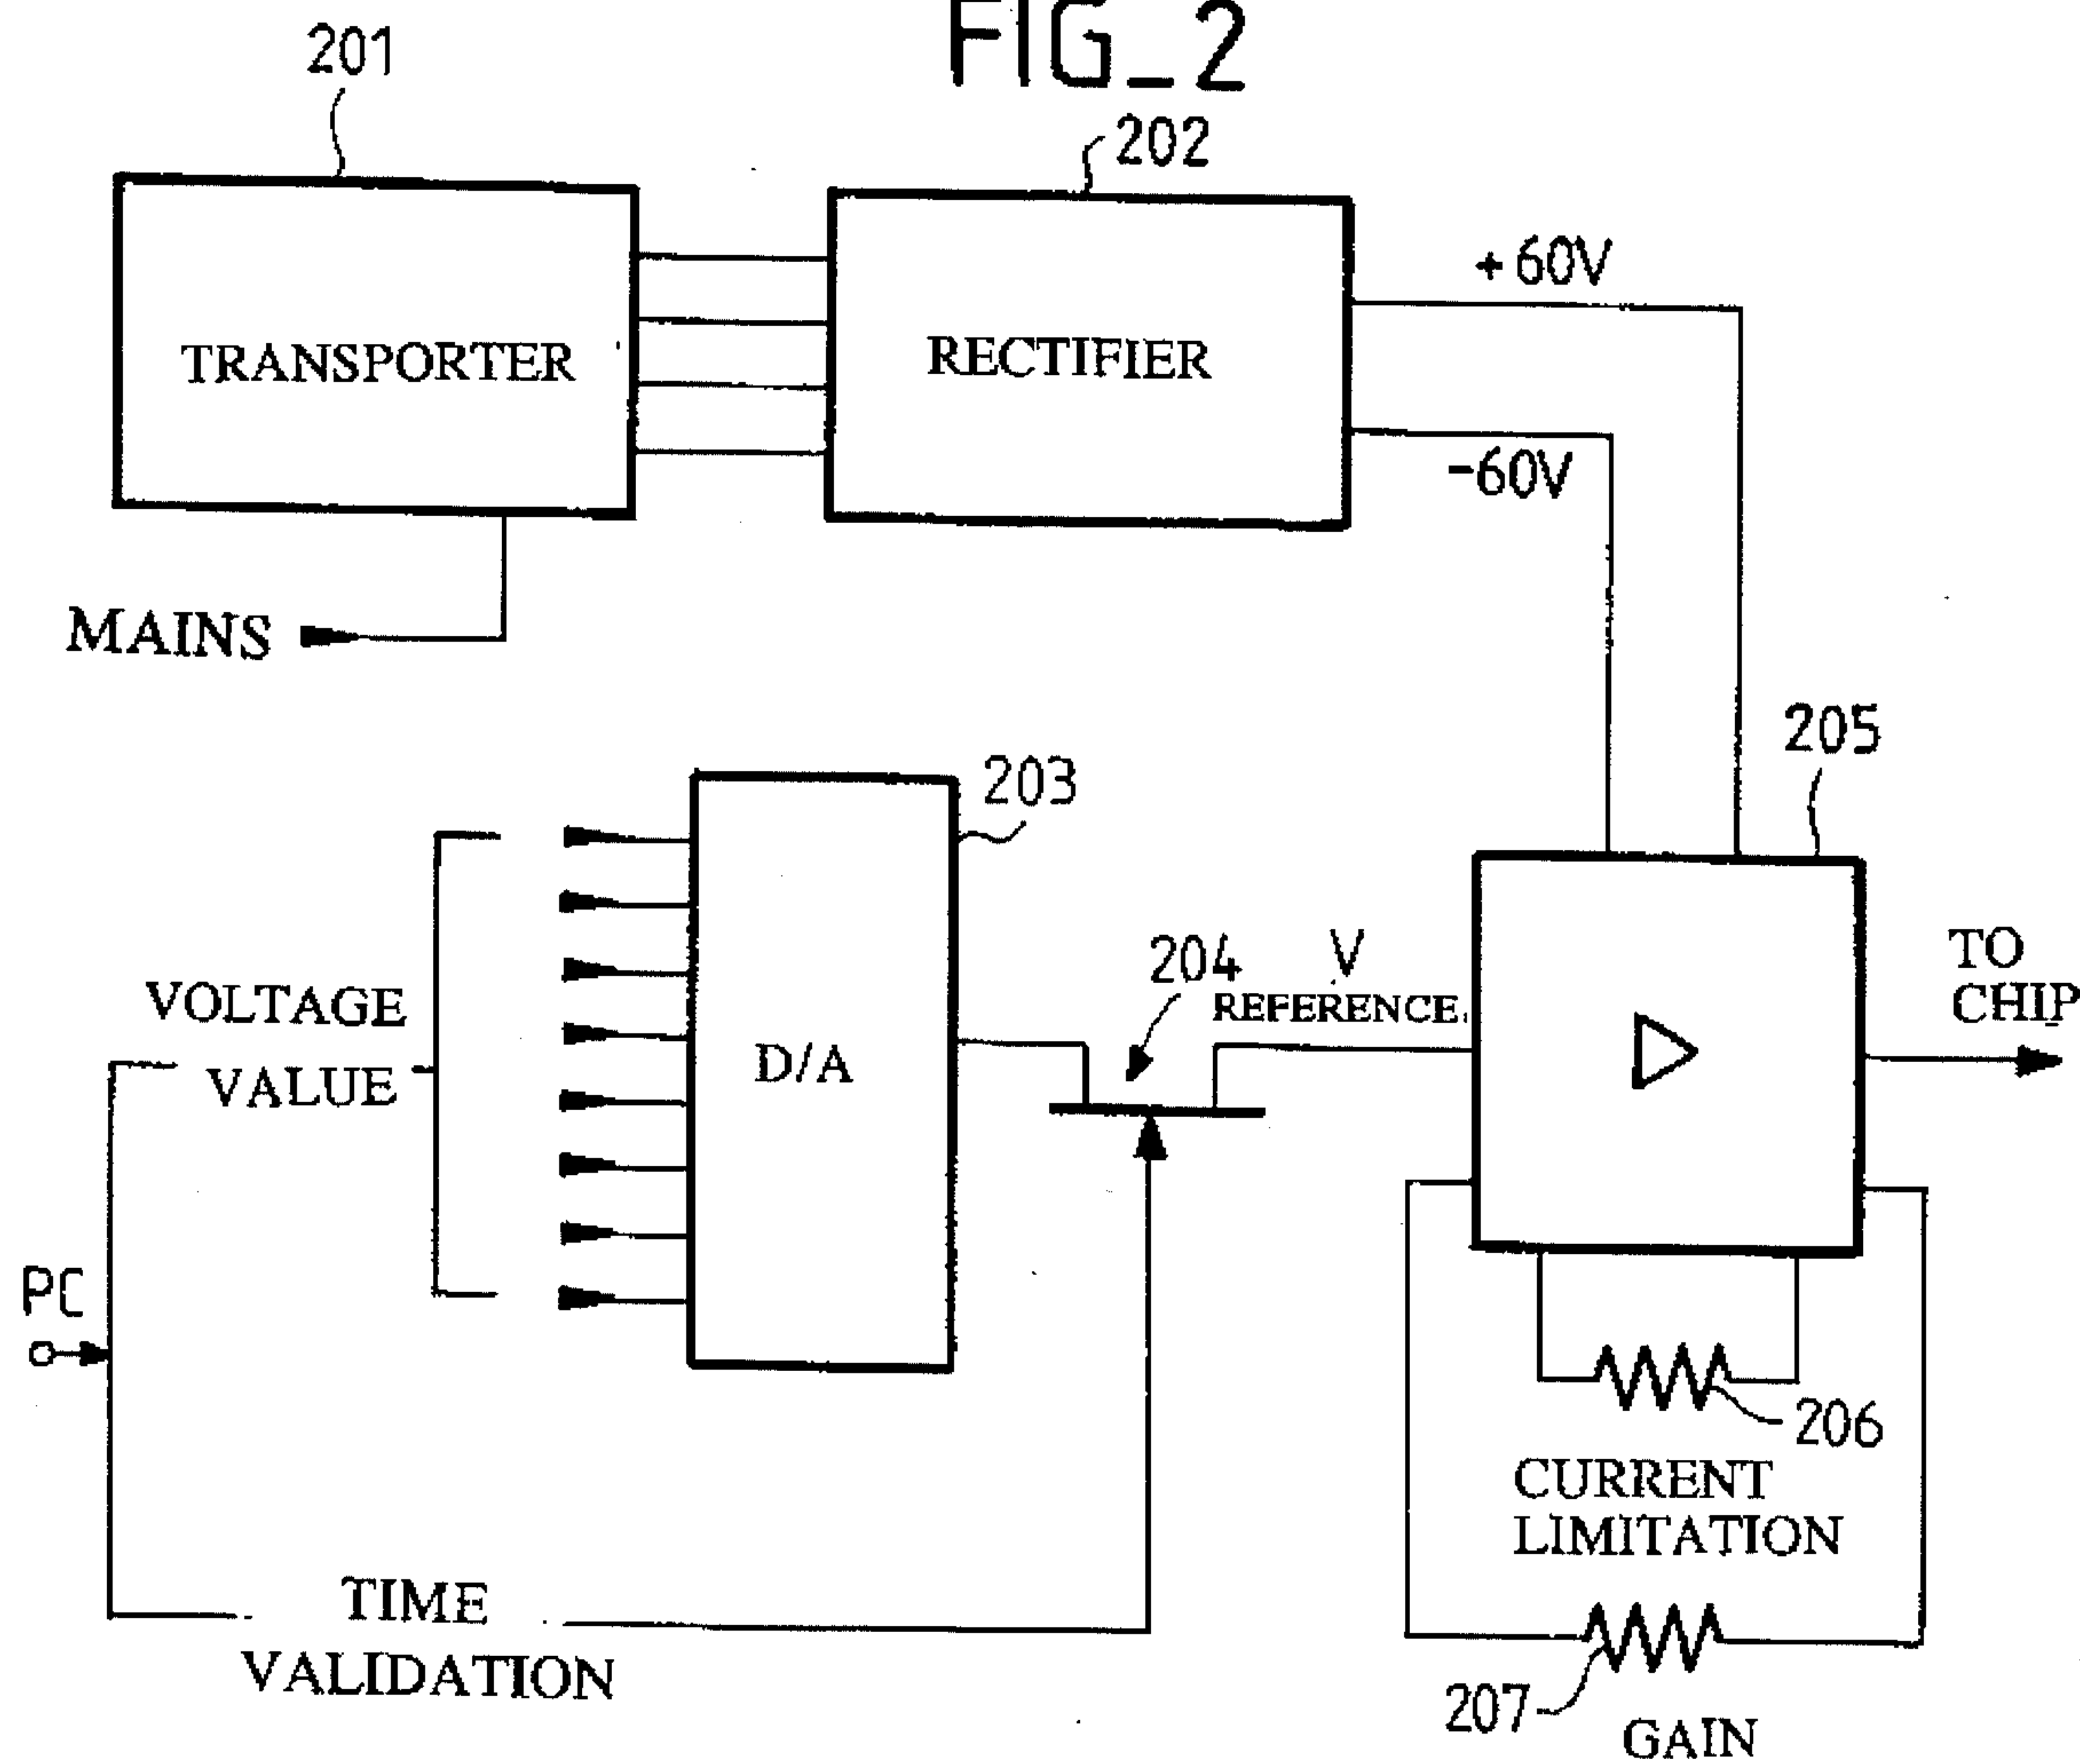 FIG_2
201
202
TRANSPORTER
RECTIFIER
+60V
-60V
MAINS
205
203
204
V
REFERENCE
TO
CHIP
VOLTAGE
VALUE
D/A
PC
206
CURRENT
LIMITATION
TIME
VALIDATION
207
GAIN